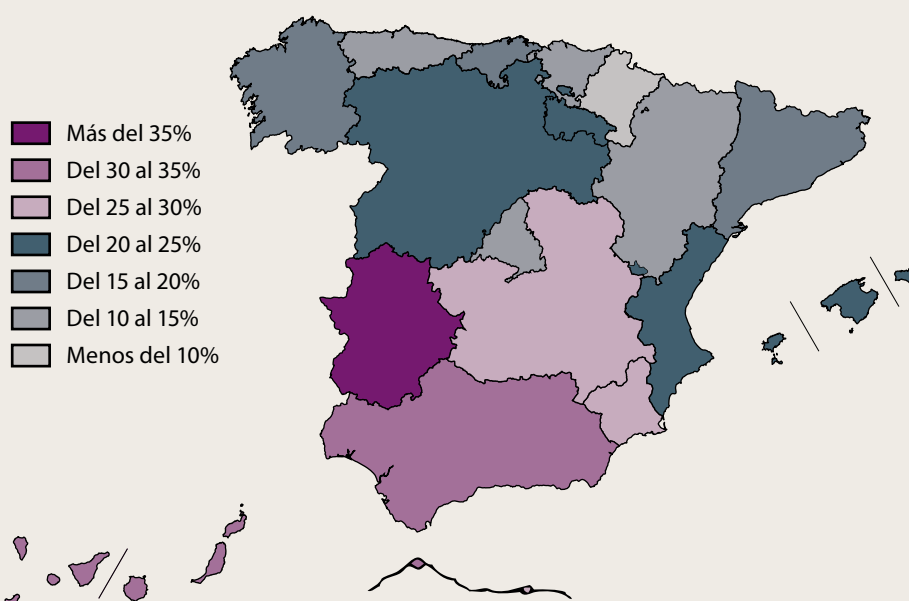 Más del 35%
Del 30 al 35%
Del 25 al 30%
Del 20 al 25%
Del 15 al 20%
Del 10 al 15%
Menos del 10%